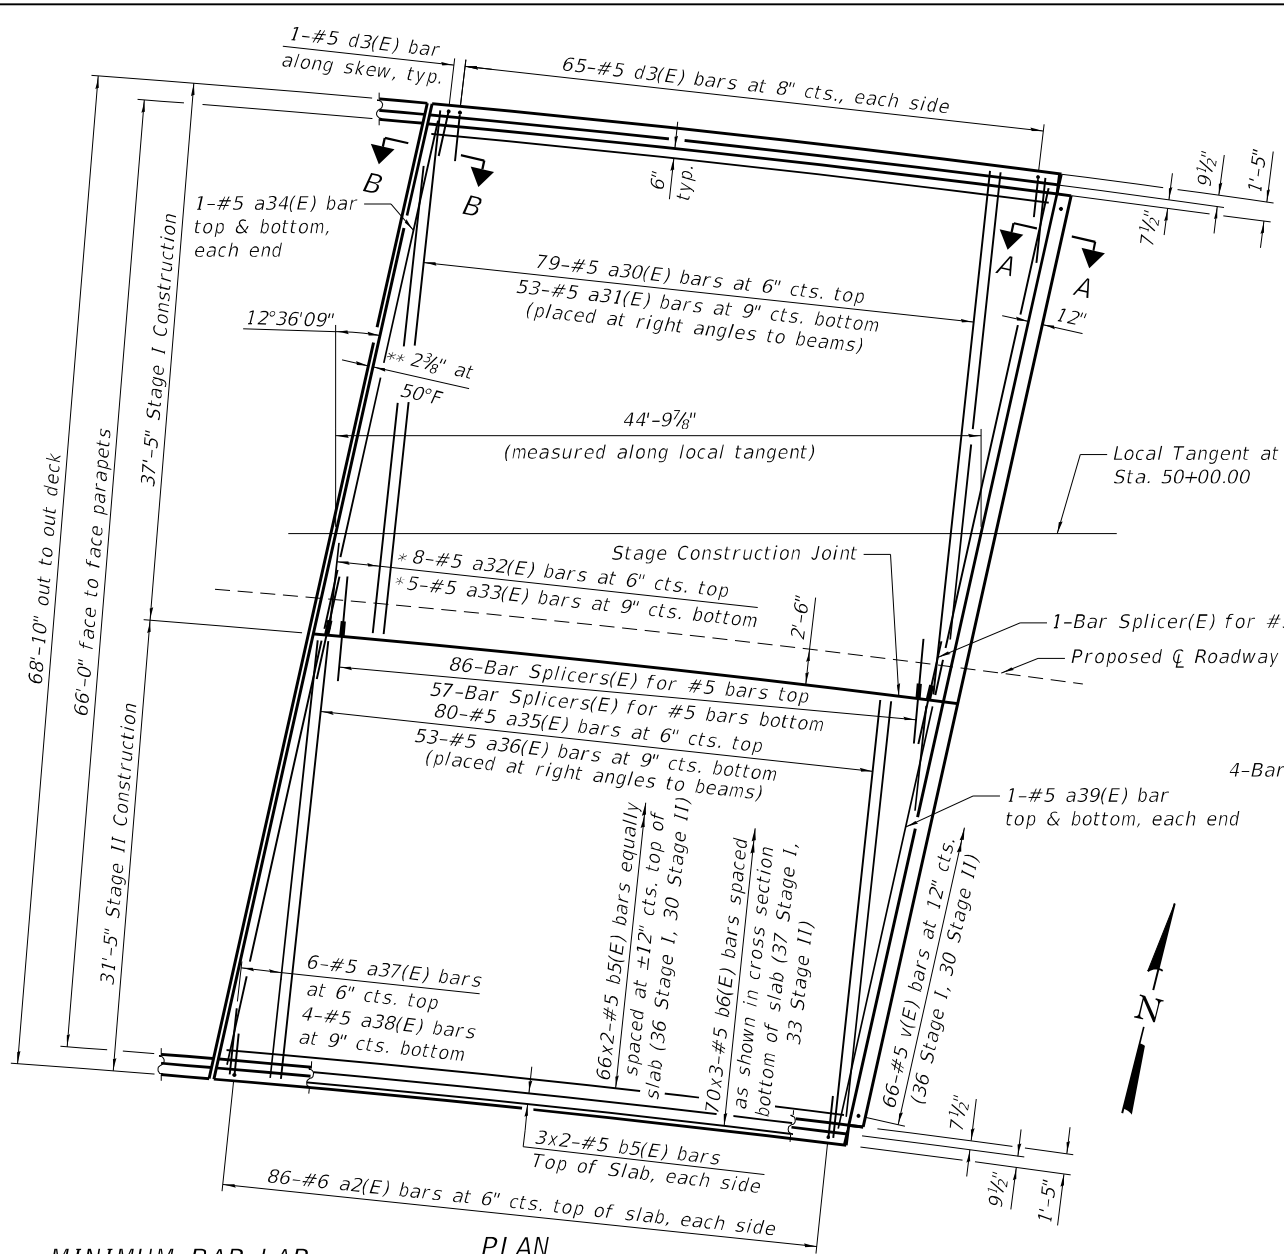 1-#5 d3(E) bar
along skew, typ.
65-#5 d3(E) bars at 8" cts., each side
B
B
6"
typ.
A
A
7½"
9½"
1'-5"
1-#5 a34(E) bar
top & bottom,
each end
79-#5 a30(E) bars at 6" cts. top
53-#5 a31(E) bars at 9" cts. bottom
(placed at right angles to beams)
12"
12°36'09"
** 2⅜" at
50°F
44'-9⅞"
(measured along local tangent)
Local Tangent at
Sta. 50+00.00
68'-10" out to out deck
66'-0" face to face parapets
37'-5" Stage I Construction
31'-5" Stage II Construction
Stage Construction Joint
* 8-#5 a32(E) bars at 6" cts. top
* 5-#5 a33(E) bars at 9" cts. bottom
2'-6"
1-Bar Splicer(E) for #
Proposed ℄ Roadway
86-Bar Splicers(E) for #5 bars top
57-Bar Splicers(E) for #5 bars bottom
80-#5 a35(E) bars at 6" cts. top
53-#5 a36(E) bars at 9" cts. bottom
(placed at right angles to beams)
4-Bar
1-#5 a39(E) bar
top & bottom, each end
66x2-#5 b5(E) bars equally
spaced at ±12" cts. top of
slab (36 Stage I, 30 Stage II)
70x3-#5 b6(E) bars spaced
as shown in cross section
bottom of slab (37 Stage I,
33 Stage II)
66-#5 v(E) bars at 12" cts.
(36 Stage I, 30 Stage II)
N
6-#5 a37(E) bars
at 6" cts. top
4-#5 a38(E) bars
at 9" cts. bottom
3x2-#5 b5(E) bars
Top of Slab, each side
7½"
9½"
1'-5"
86-#6 a2(E) bars at 6" cts. top of slab, each side
PLAN
MINIMUM BAR LAP